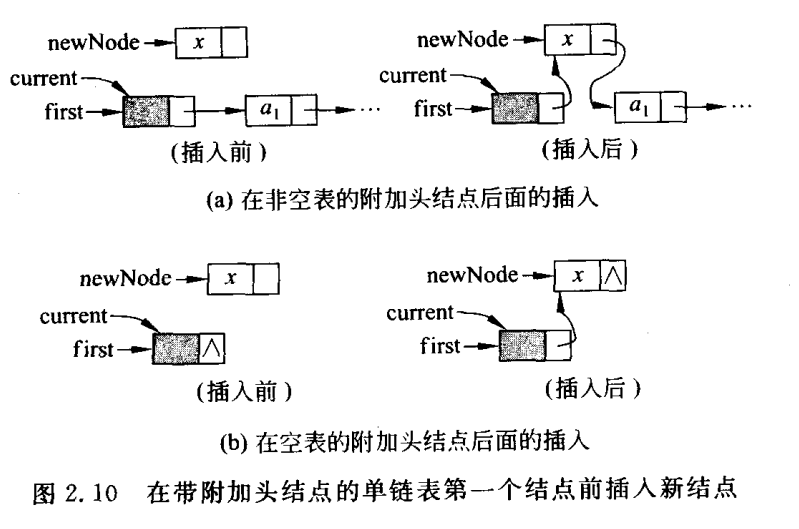 newNode x newNode x
current current
first a₁ … first a₁ …
(插入前) (插入后)
(a) 在非空表的附加头结点后面的插入
newNode x newNode x ∧
current current
first ∧ first
(插入前) (插入后)
(b) 在空表的附加头结点后面的插入
图 2.10 在带附加头结点的单链表第一个结点前插入新结点